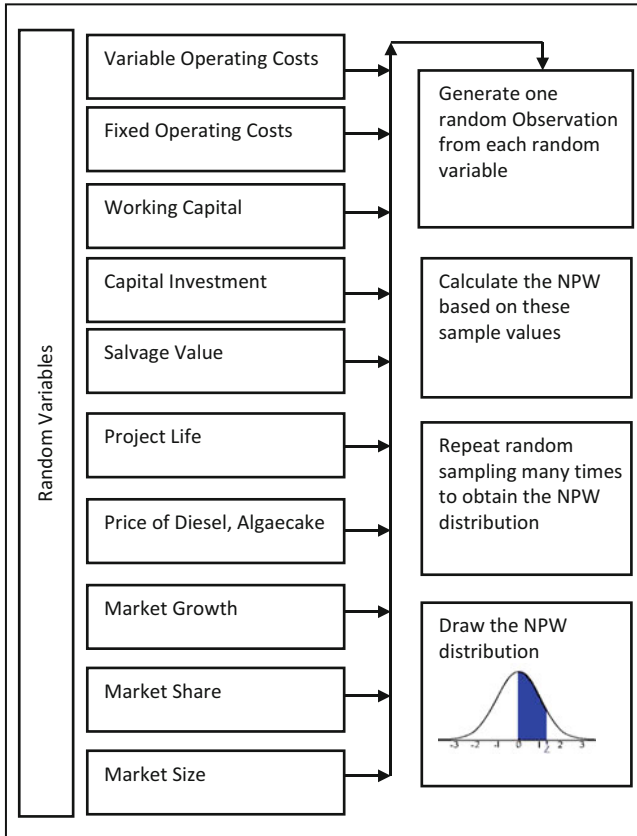 Random Variables
Variable Operating Costs
Fixed Operating Costs
Working Capital
Capital Investment
Salvage Value
Project Life
Price of Diesel, Algaecake
Market Growth
Market Share
Market Size
Generate one
random Observation
from each random
variable
Calculate the NPW
based on these
sample values
Repeat random
sampling many times
to obtain the NPW
distribution
Draw the NPW
distribution
-3 -2 -1 0 1 2 3
Z